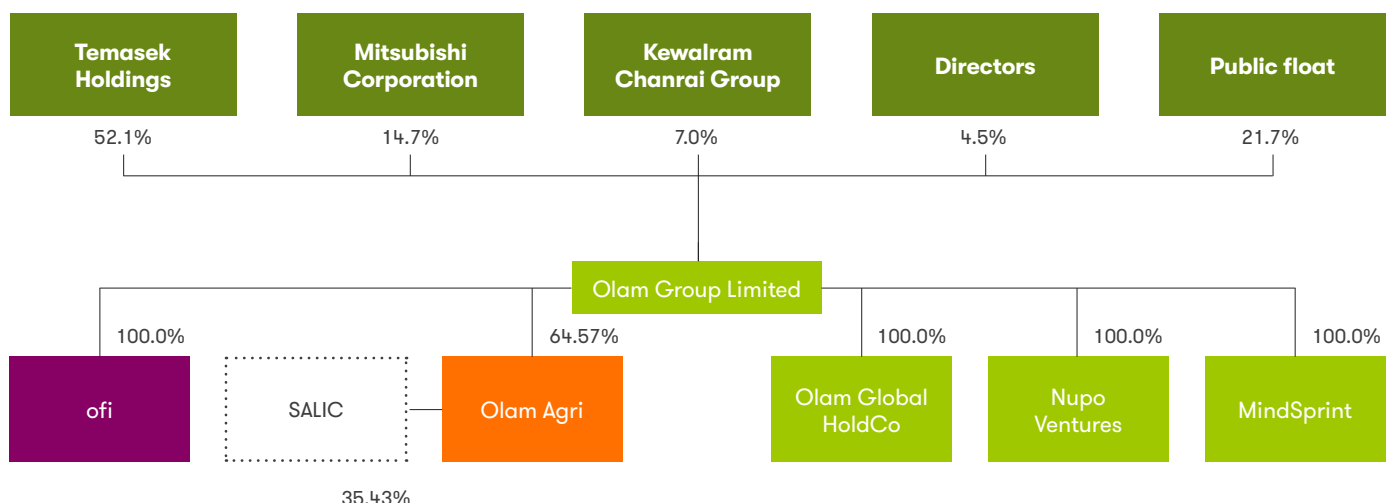 Temasek
Holdings
Mitsubishi
Corporation
Kewalram
Chanrai Group
Directors
Public float
52.1%
14.7%
7.0%
4.5%
21.7%
Olam Group Limited
100.0%
64.57%
100.0%
100.0%
100.0%
ofi
SALIC
Olam Agri
Olam Global
HoldCo
Nupo
Ventures
MindSprint
35.43%